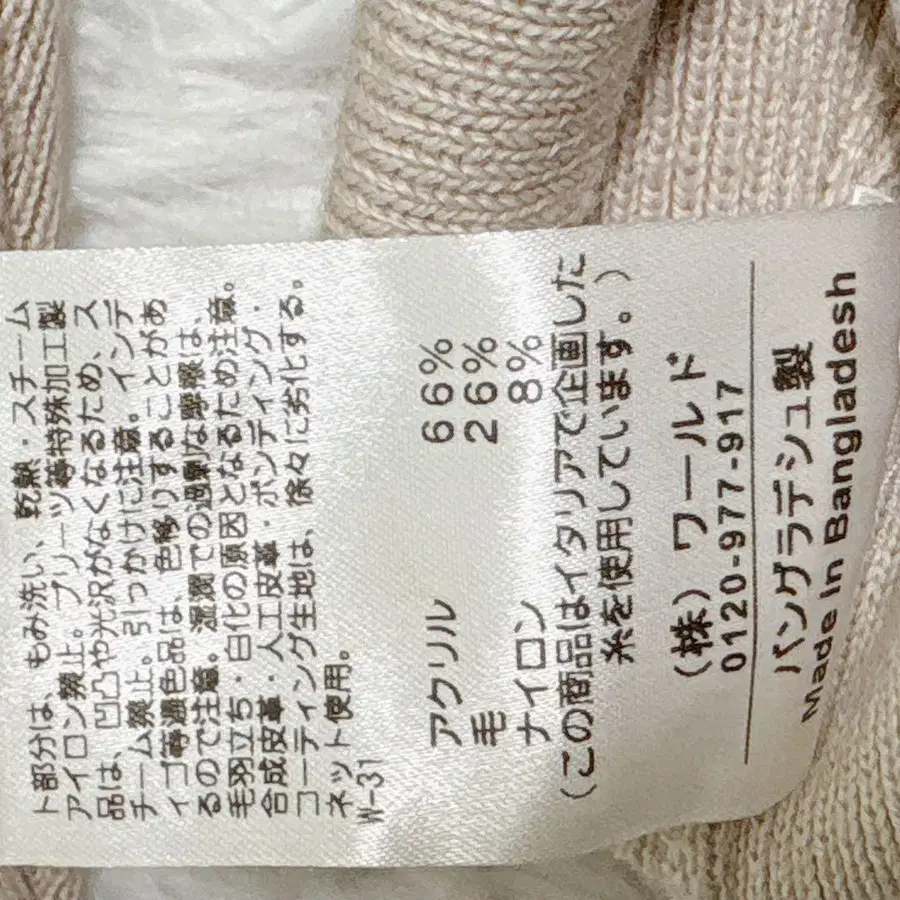 ト部分は、もみ洗い、乾熱・スチーム
アイロン禁止。プリーツ等特殊加工製
品は、凹凸や光沢がなくなるため、ス
チーム禁止。引っかけに注意。インデ
ィゴ等濃色品は、色移りすることがあ
るので注意。湿潤での過剰な摩擦は、
毛羽立ち・白化の原因となるため注意。
合成皮革・人工皮革・ボンディング・
コーティング生地は、徐々に劣化する。
ネット使用。
W-31
アクリル 66%
毛 26%
ナイロン 8%
(この商品はイタリアで企画した
糸を使用しています。)
(株) ワールド
0120-977-917
バングラデシュ製
Made in Bangladesh